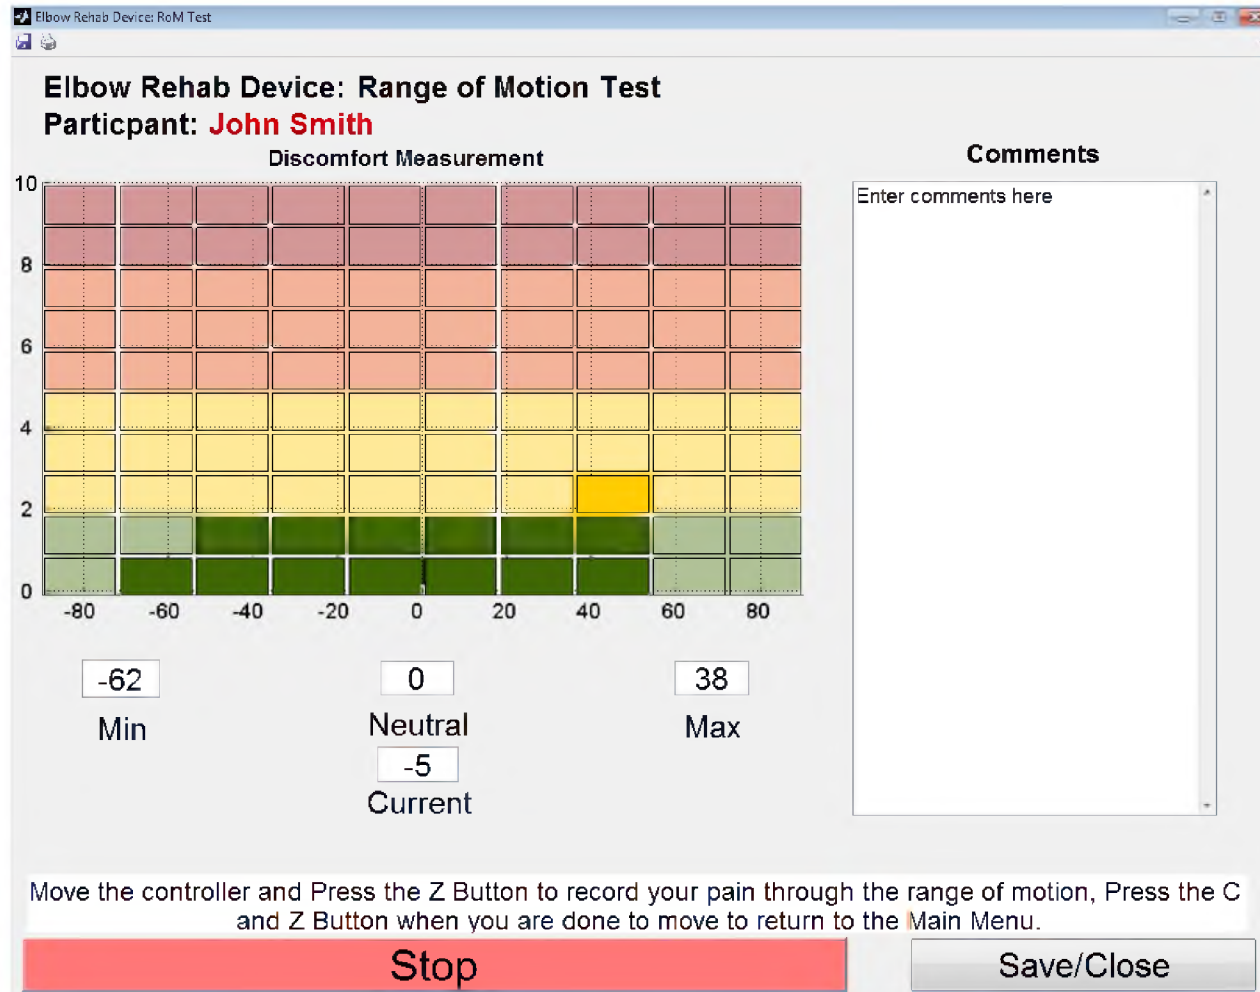 Elbow Rehab Device: RoM Test
Elbow Rehab Device: Range of Motion Test
Particpant: John Smith
Discomfort Measurement
10
8
6
4
2
0
-80 -60 -40 -20 0 20 40 60 80
-62 0 38
Min Neutral Max
-5
Current
Comments
Enter comments here
Move the controller and Press the Z Button to record your pain through the range of motion, Press the C
and Z Button when you are done to move to return to the Main Menu.
Stop Save/Close